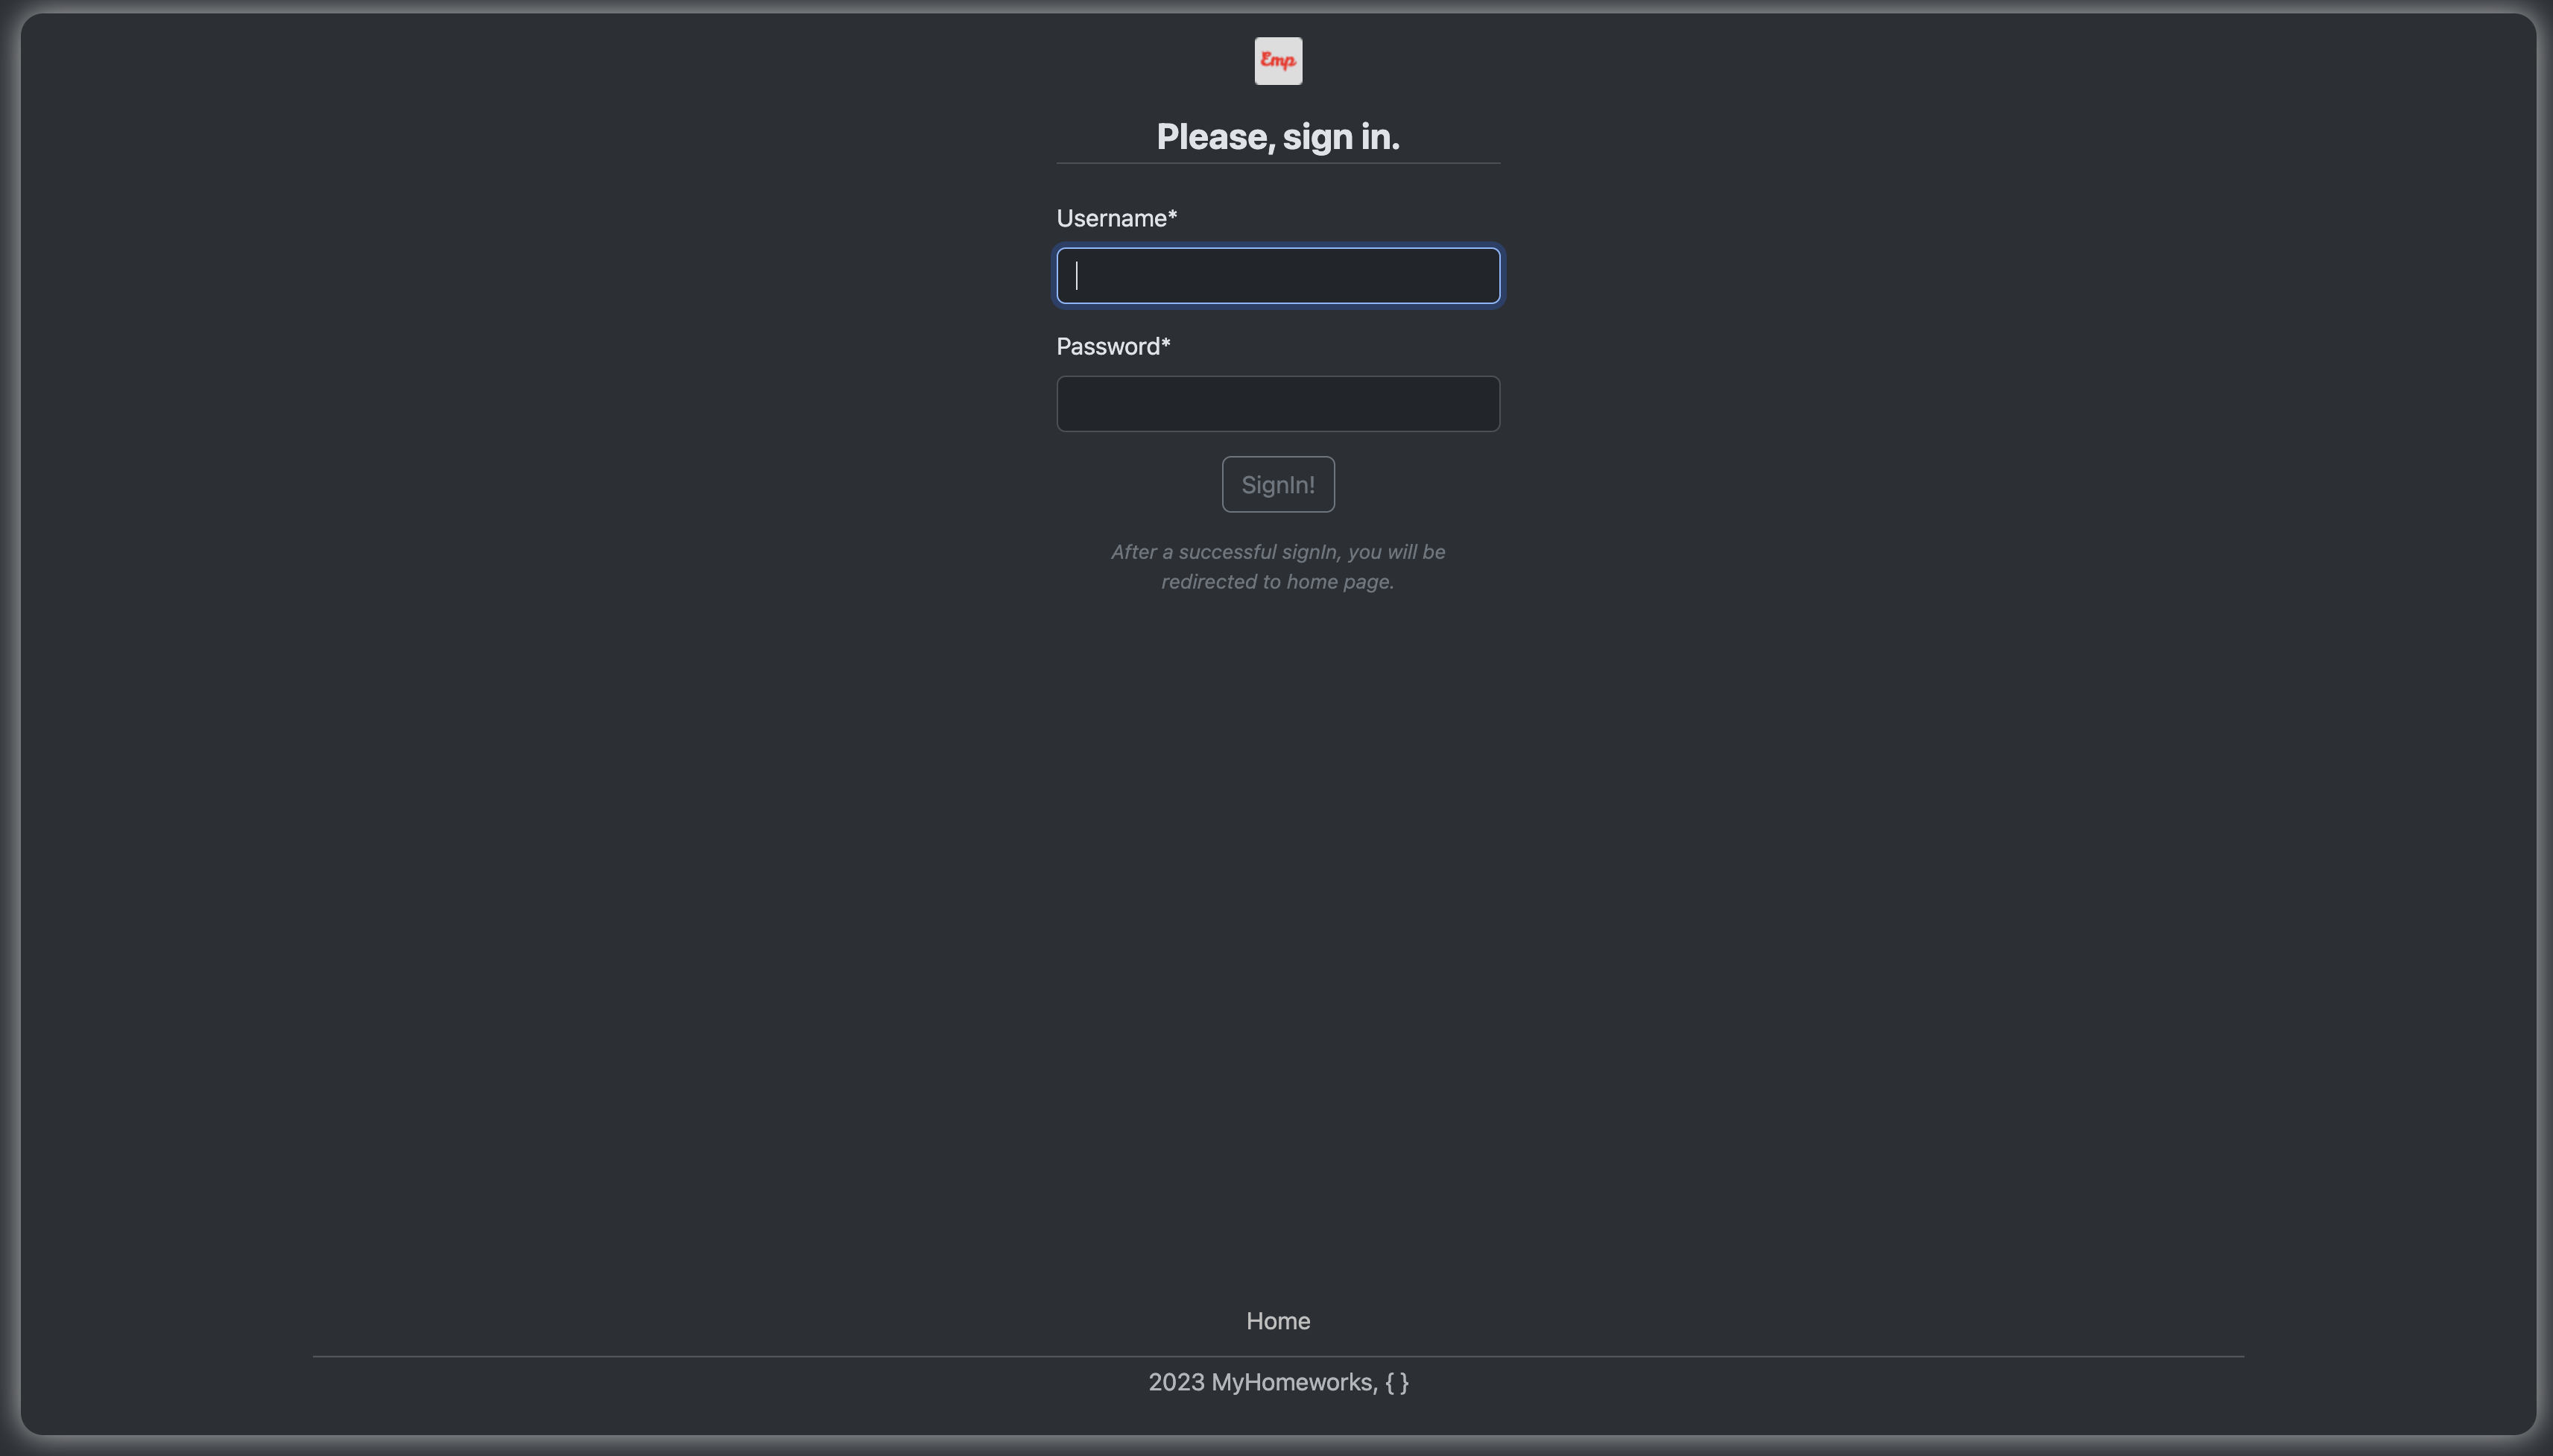 Emp
Please, sign in.
Username*
Password*
SignIn!
After a successful signIn, you will be
redirected to home page.
Home
2023 MyHomeworks, { }